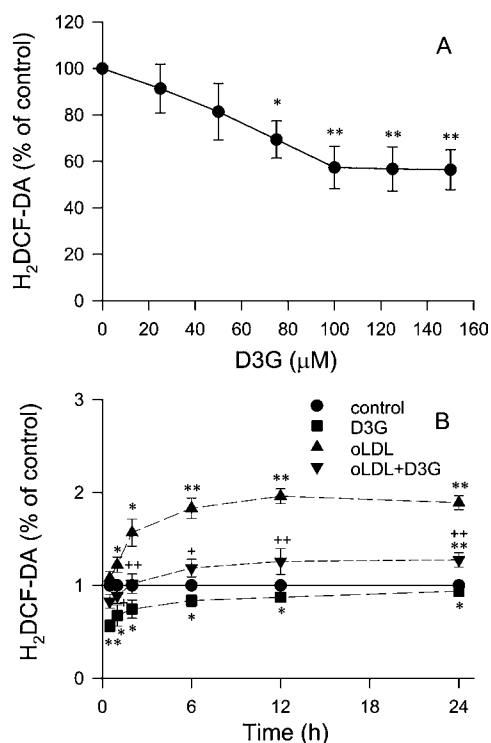 A
120
100
80
60
40
20
0
H₂DCF-DA (% of control)
*
**
**
**
0 20 40 60 80 100 120 140 160
D3G (μM)
B
control
D3G
oLDL
oLDL+D3G
3
2
1
0
H₂DCF-DA (% of control)
*
*
**
**
**
++
+
++
++
**
**
*
*
*
*
*
0 6 12 24
Time (h)